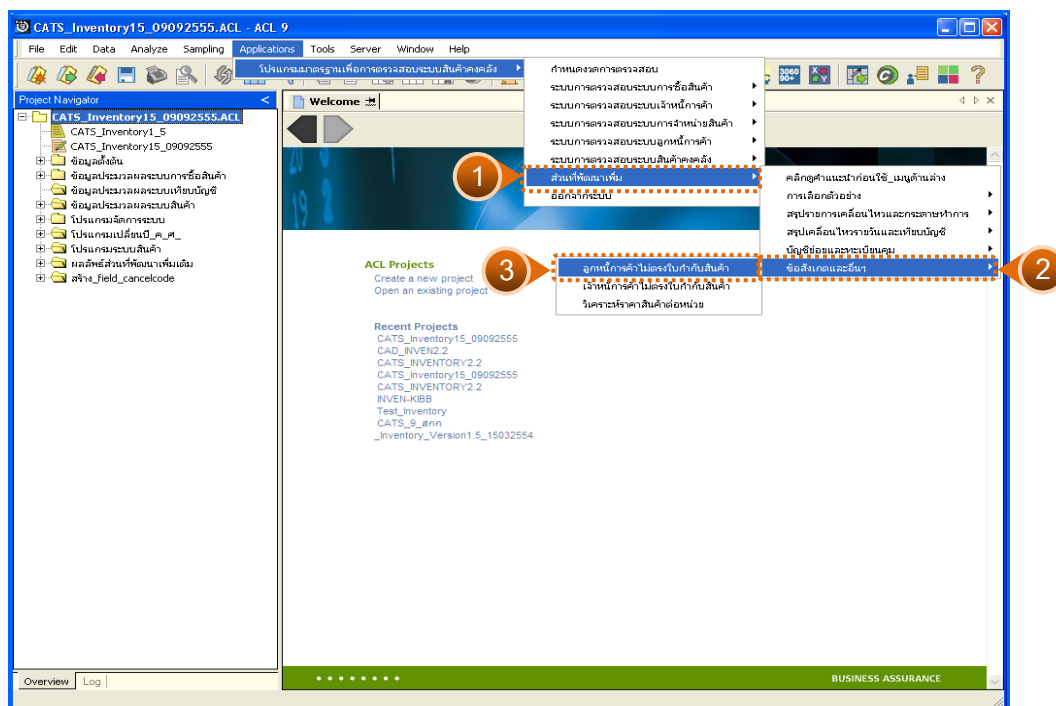 CATS_Inventory15_09092555.ACL - ACL 9
File Edit Data Analyze Sampling Applications Tools Server Window Help
โปรแกรมมาตรฐานเพื่อการตรวจสอบระบบสินค้าคงคลัง
กำหนดงวดการตรวจสอบ
ระบบการตรวจสอบระบบการซื้อสินค้า
ระบบการตรวจสอบระบบเจ้าหนี้การค้า
ระบบการตรวจสอบระบบการจำหน่ายสินค้า
ระบบการตรวจสอบระบบลูกหนี้การค้า
ระบบการตรวจสอบระบบสินค้าคงคลัง
1
ส่วนที่พัฒนาเพิ่ม
ออกจากระบบ
คลิกดูคำแนะนำก่อนใช้_เมนูด้านล่าง
การเลือกตัวอย่าง
สรุปรายการเคลื่อนไหวและกระดาษทำการ
สรุปเคลื่อนไหวรายวันและเทียบบัญชี
บัญชีย่อยและทะเบียนคุม
ข้อสังเกตและอื่นๆ
2
3
ลูกหนี้การค้าไม่ตรงใบกำกับสินค้า
เจ้าหนี้การค้าไม่ตรงใบกำกับสินค้า
วิเคราะห์ราคาสินค้าต่อหน่วย
Project Navigator <
CATS_Inventory15_09092555.ACL
CATS_Inventory1_5
CATS_Inventory15_09092555
ข้อมูลตั้งต้น
ข้อมูลประมวลผลระบบการซื้อสินค้า
ข้อมูลประมวลผลระบบเทียบบัญชี
ข้อมูลประมวลผลระบบสินค้า
โปรแกรมจัดการระบบ
โปรแกรมเปลี่ยนปี_ค_ศ_
โปรแกรมระบบสินค้า
ผลลัพธ์ส่วนที่พัฒนาเพิ่มเติม
สร้าง_field_cancelcode
Welcome
ACL Projects
Create a new project
Open an existing project
Recent Projects
CATS_Inventory15_09092555
CAD_INVEN2.2
CATS_INVENTORY2.2
CATS_Inventory15_09092555
CATS_INVENTORY2.2
INVEN-KIBB
Test_Inventory
CATS_9_สตก
_Inventory_Version1.5_15032554
BUSINESS ASSURANCE
Overview Log